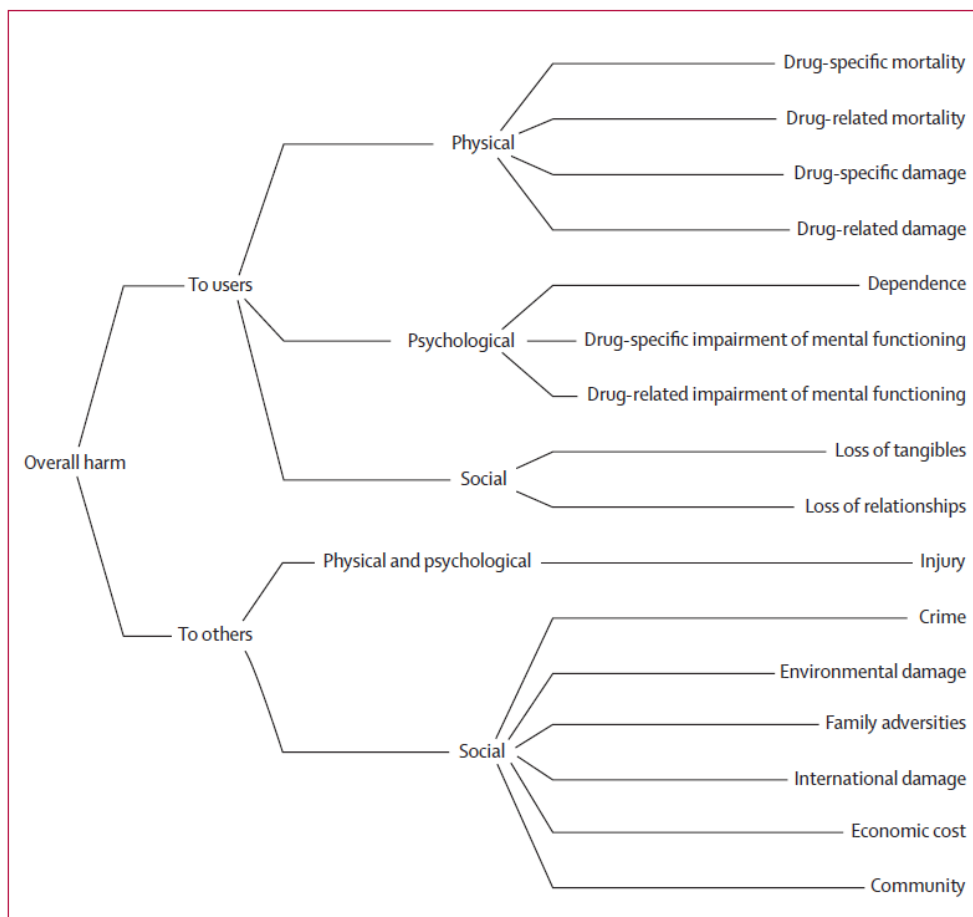 Drug-specific mortality
Drug-related mortality
Physical
Drug-specific damage
Drug-related damage
To users
Dependence
Psychological
Drug-specific impairment of mental functioning
Drug-related impairment of mental functioning
Loss of tangibles
Overall harm
Social
Loss of relationships
Physical and psychological
Injury
Crime
To others
Environmental damage
Family adversities
Social
International damage
Economic cost
Community